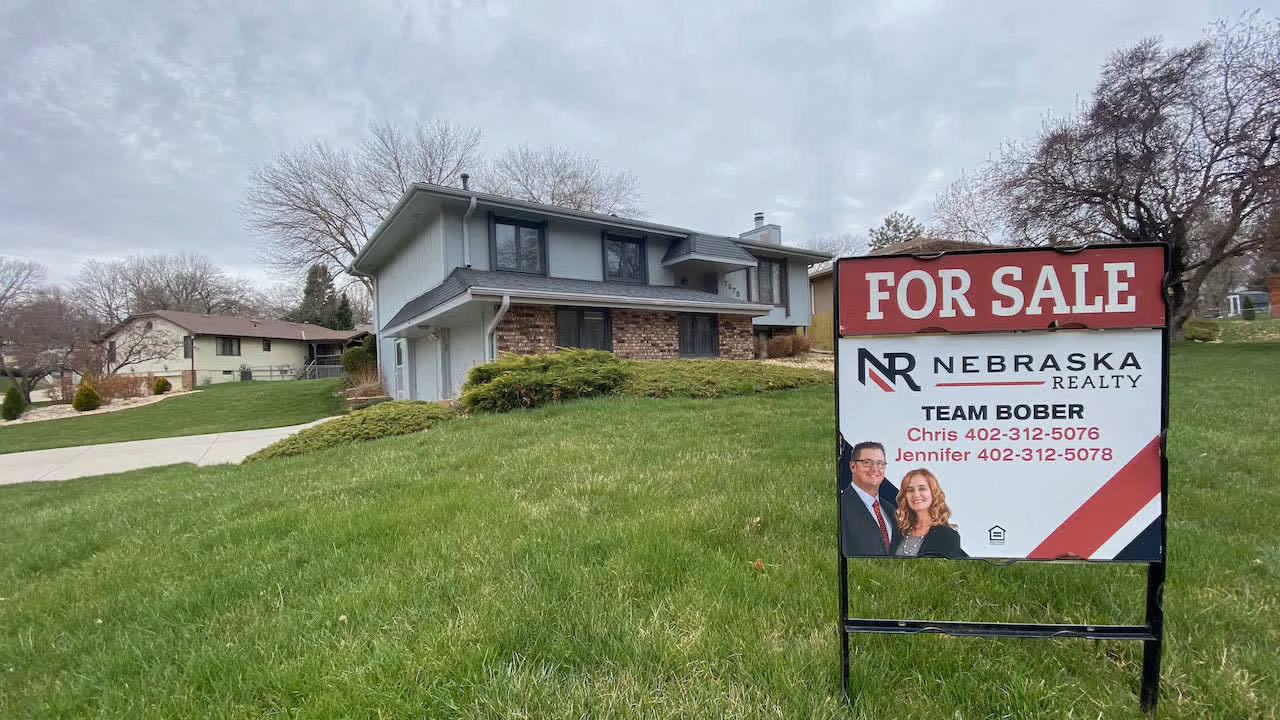 FOR SALE
NR NEBRASKA
REALTY
TEAM BOBER
Chris 402-312-5076
Jennifer 402-312-5078